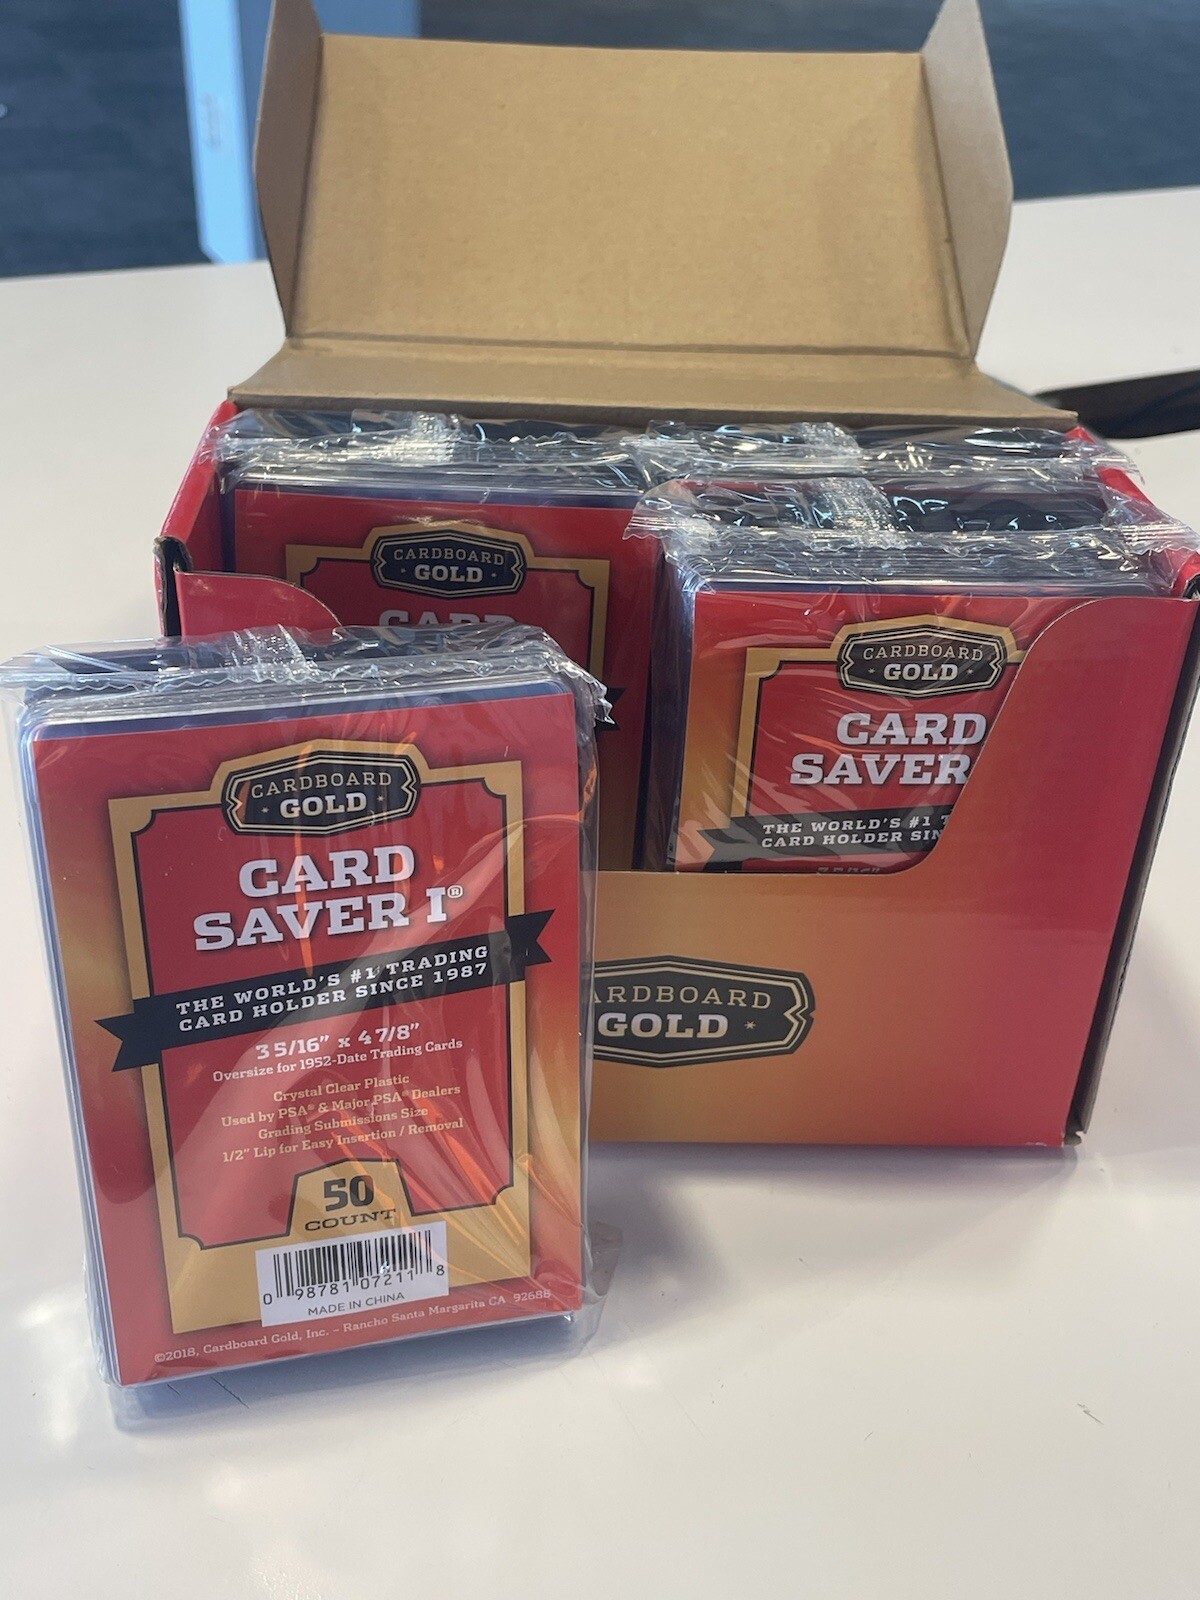 CARDBOARD
GOLD
CARD
CARDBOARD
GOLD
CARD
SAVER
THE WORLD'S #1
CARD HOLDER SIN
ARDBOARD
GOLD
CARDBOARD
GOLD
CARD
SAVER I®
THE WORLD'S #1 TRADING
CARD HOLDER SINCE 1987
3 5/16" x 4 7/8"
Oversize for 1952-Date Trading Cards
Crystal Clear Plastic
Used by PSA® & Major PSA® Dealers
Grading Submissions Size
1/2" Lip for Easy Insertion / Removal
50
COUNT
0 98781 07211 8
MADE IN CHINA
©2018, Cardboard Gold, Inc. - Rancho Santa Margarita CA 92688